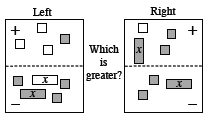 Left Right
+ +
x
Which
is
greater?
x
x x
– –